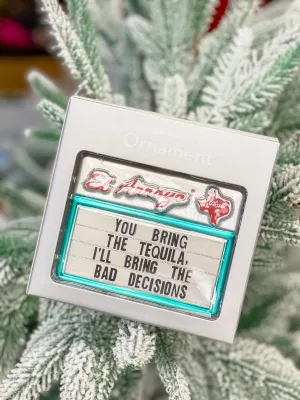 Ornament
El Arroyo
YOU BRING
THE TEQUILA,
I'LL BRING THE
BAD DECISIONS